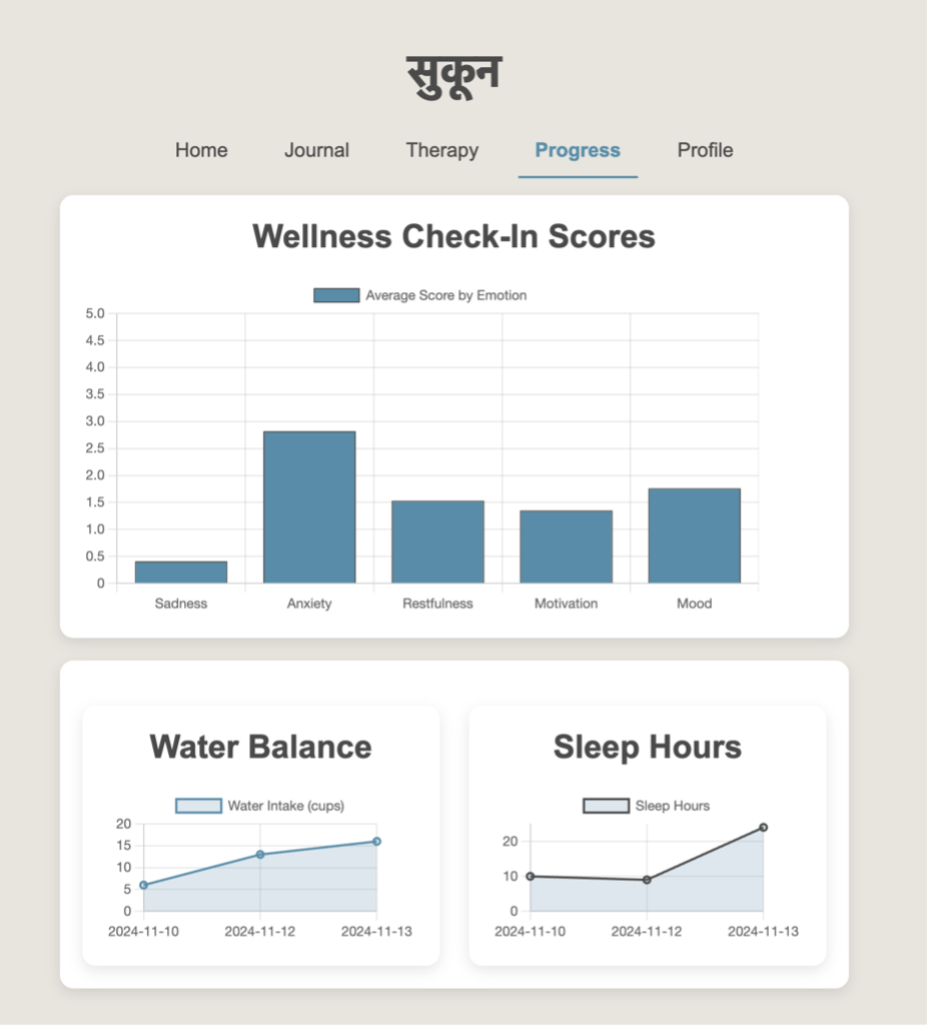 सुकून
Home Journal Therapy Progress Profile
Wellness Check-In Scores
Average Score by Emotion
5.0
4.5
4.0
3.5
3.0
2.5
2.0
1.5
1.0
0.5
0
Sadness Anxiety Restfulness Motivation Mood
Water Balance
Water Intake (cups)
20
15
10
5
0
2024-11-10 2024-11-12 2024-11-13
Sleep Hours
Sleep Hours
20
10
0
2024-11-10 2024-11-12 2024-11-13